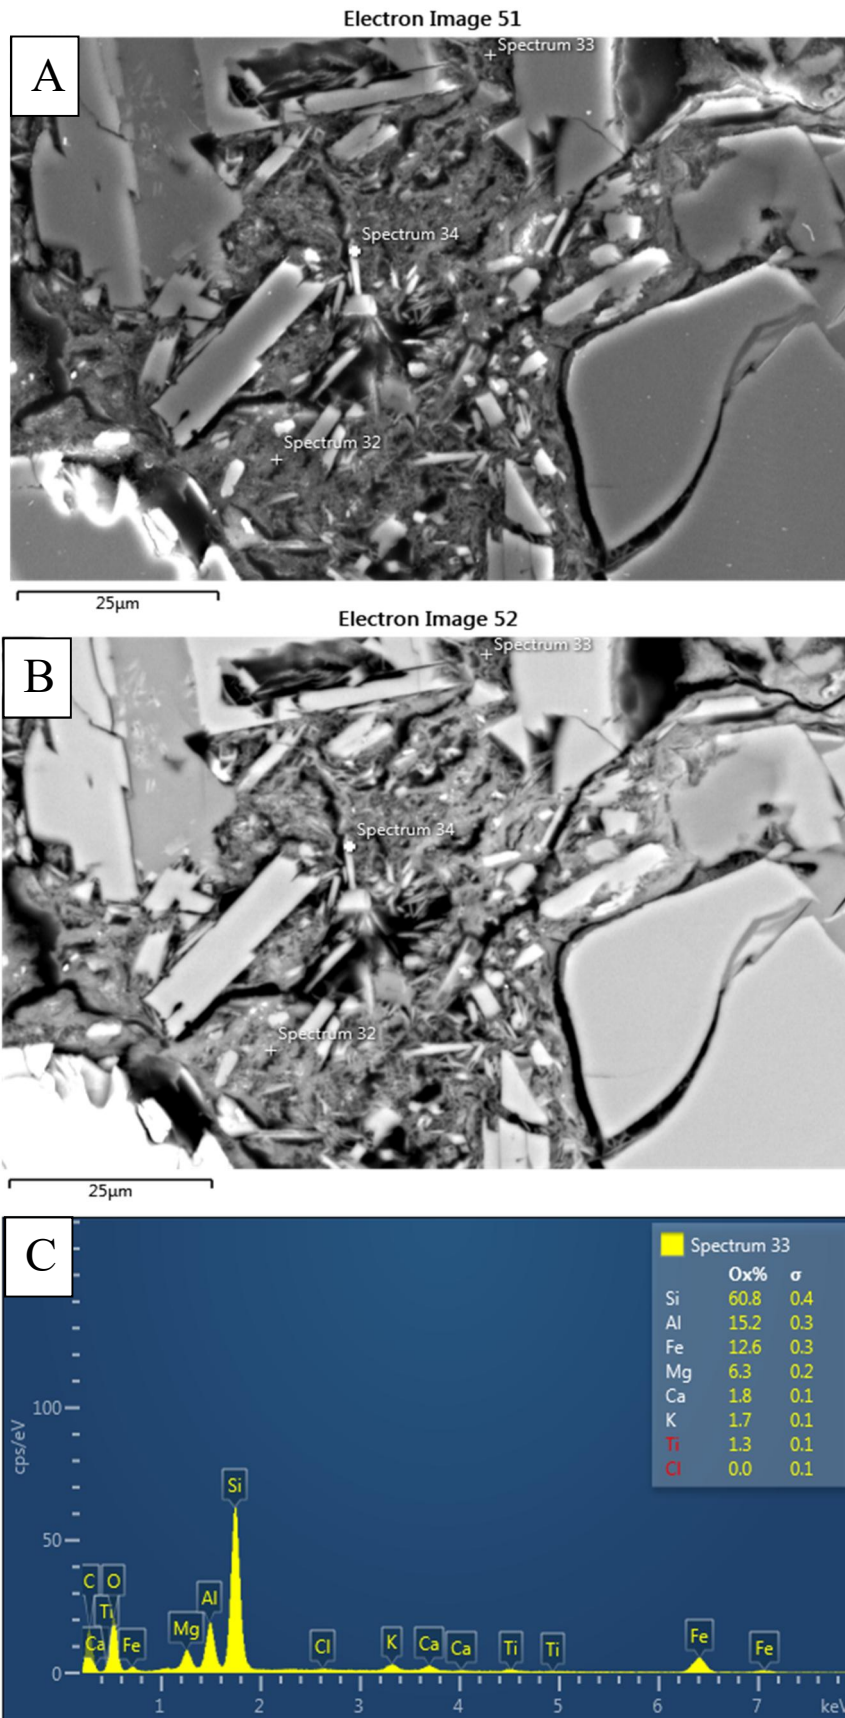 Electron Image 51
A
Spectrum 33
Spectrum 34
Spectrum 32
25µm
Electron Image 52
B
Spectrum 33
Spectrum 34
Spectrum 32
25µm
C
Spectrum 33
Ox% σ
Si 60.8 0.4
Al 15.2 0.3
Fe 12.6 0.3
Mg 6.3 0.2
Ca 1.8 0.1
K 1.7 0.1
Ti 1.3 0.1
Cl 0.0 0.1
cps/eV
100
50
0
Si
C O
Ti
Ca Fe
Mg
Al
Cl
K
Ca
Ca
Ti
Ti
Fe
Fe
1 2 3 4 5 6 7 keV